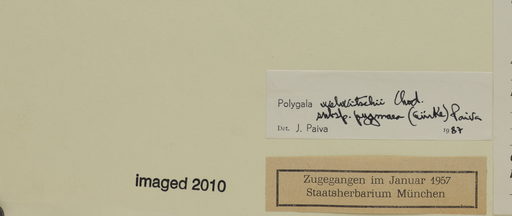 Polygala welwitschii Chod.
subsp. pygmaea (Gürke) Paiva
Det. J. Paiva 1987
Zugegangen im Januar 1957
Staatsherbarium München
imaged 2010